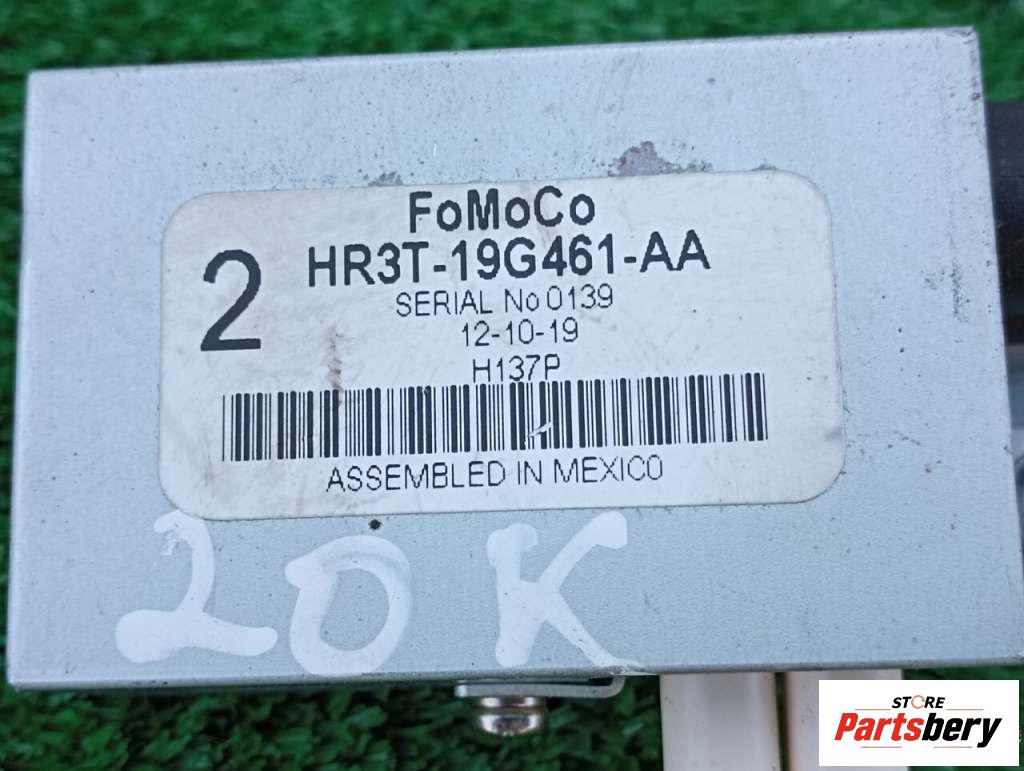 FoMoCo
2
HR3T-19G461-AA
SERIAL No 0139
12-10-19
H137P
ASSEMBLED IN MEXICO
20K
STORE
Partsbery